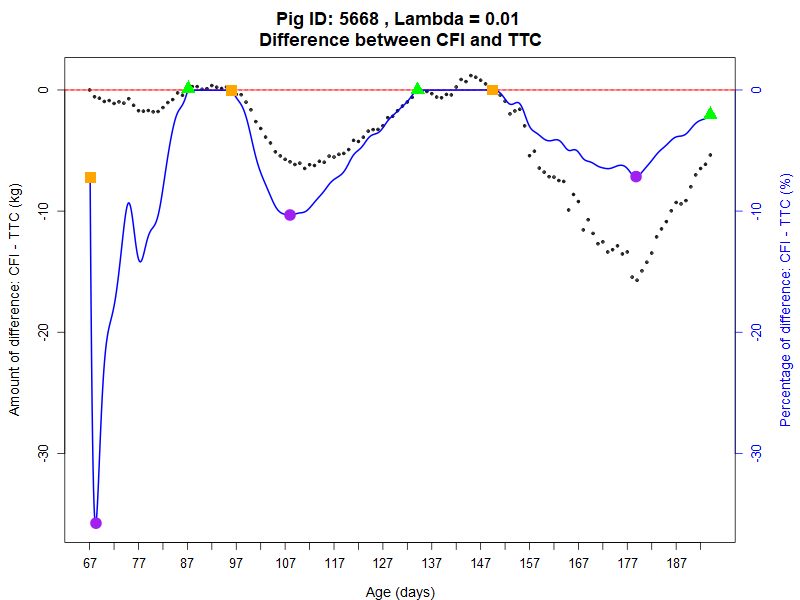 Pig ID: 5668 , Lambda = 0.01
Difference between CFI and TTC
Amount of difference: CFI - TTC (kg)
0
-10
-20
-30
0
-10
-20
-30
Percentage of difference: CFI - TTC (%)
67 77 87 97 107 117 127 137 147 157 167 177 187
Age (days)